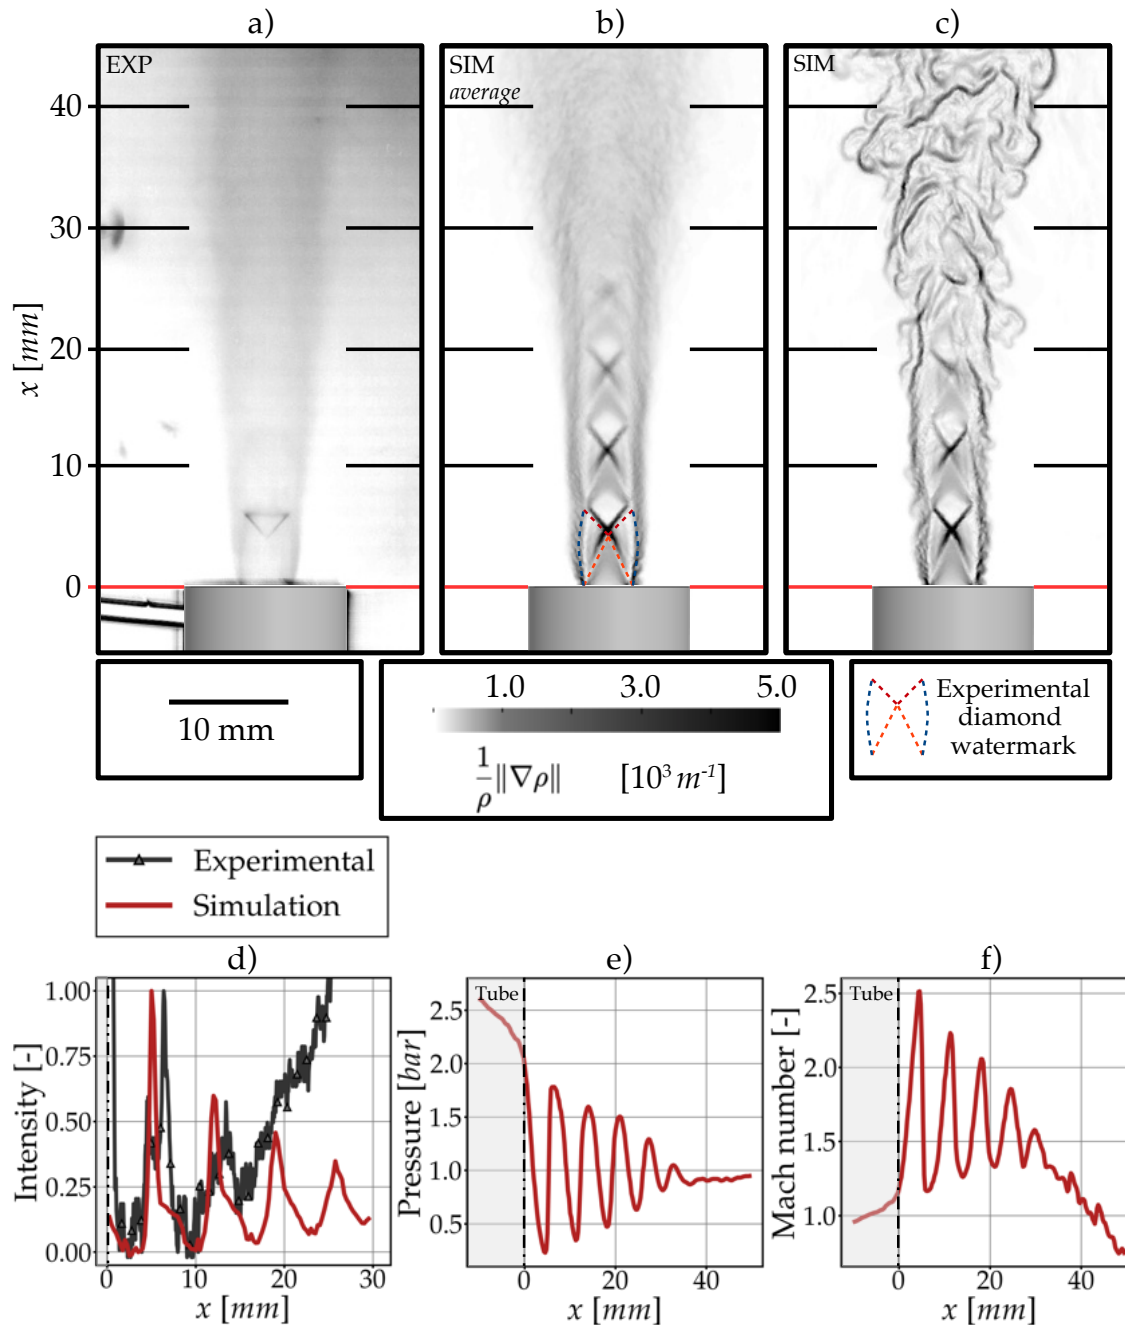 a)
b)
c)
EXP
SIM
average
SIM
40
30
20
10
0
x [mm]
10 mm
1.0 3.0 5.0
1/ρ ‖∇ρ‖ [10³ m⁻¹]
Experimental
diamond
watermark
Experimental
Simulation
d)
1.00
0.75
0.50
0.25
0.00
Intensity [-]
0 10 20 30
x [mm]
e)
Tube
2.5
2.0
1.5
1.0
0.5
Pressure [bar]
0 20 40
x [mm]
f)
Tube
2.5
2.0
1.5
1.0
Mach number [-]
0 20 40
x [mm]